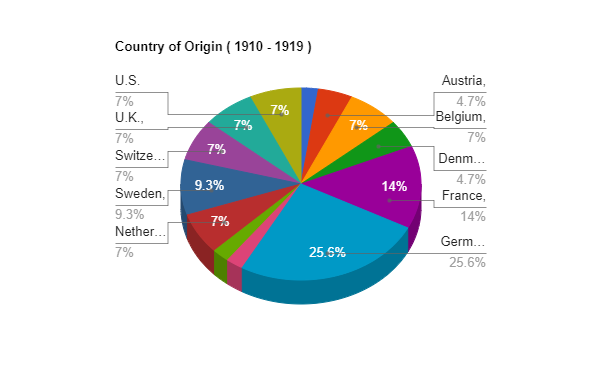 Country of Origin ( 1910 - 1919 )
U.S.
7%
U.K.,
7%
Switze…
7%
Sweden,
9.3%
Nether…
7%
Austria,
4.7%
Belgium,
7%
Denm…
4.7%
France,
14%
Germ…
25.6%
7%
7%
7%
7%
9.3%
14%
7%
25.6%